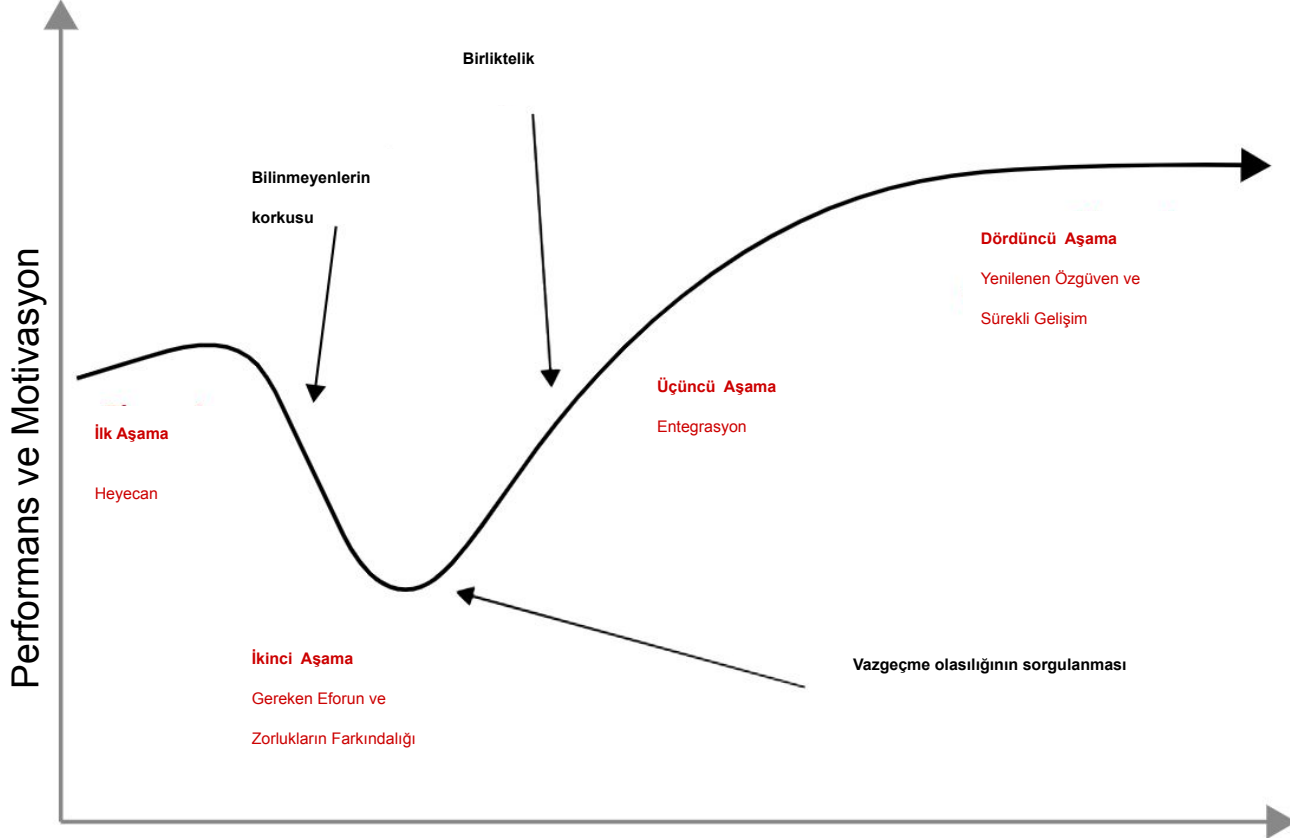 Performans ve Motivasyon
Birliktelik
Bilinmeyenlerin
korkusu
İlk Aşama
Heyecan
İkinci Aşama
Gereken Eforun ve
Zorlukların Farkındalığı
Üçüncü Aşama
Entegrasyon
Dördüncü Aşama
Yenilenen Özgüven ve
Sürekli Gelişim
Vazgeçme olasılığının sorgulanması